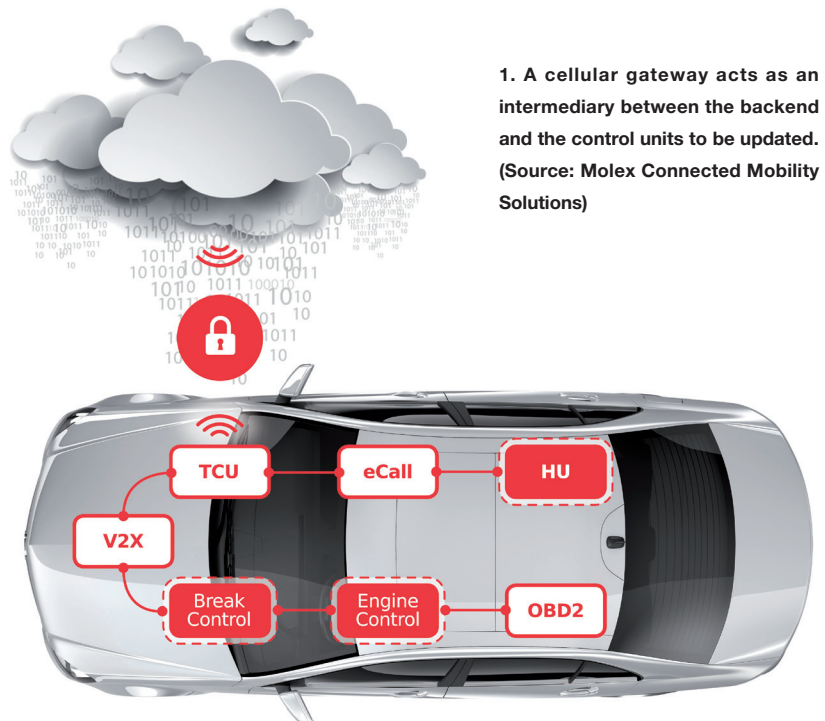 1. A cellular gateway acts as an
intermediary between the backend
and the control units to be updated.
(Source: Molex Connected Mobility
Solutions)
TCU
eCall
HU
V2X
Break
Control
Engine
Control
OBD2